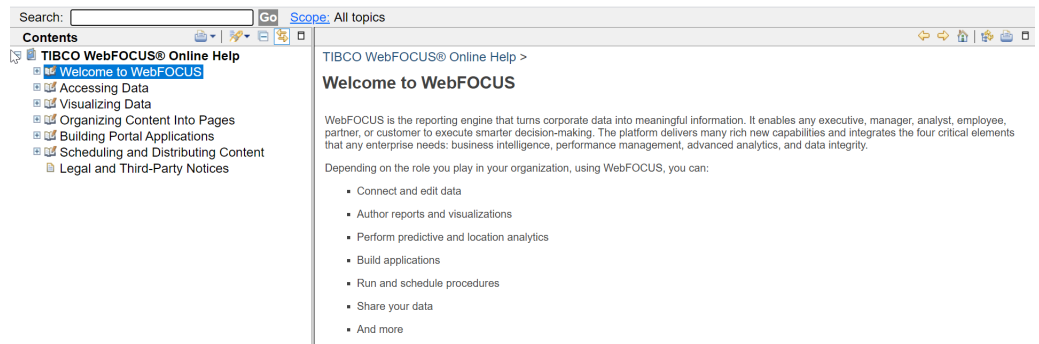 Search: Go Scope: All topics
Contents
TIBCO WebFOCUS® Online Help
Welcome to WebFOCUS
Accessing Data
Visualizing Data
Organizing Content Into Pages
Building Portal Applications
Scheduling and Distributing Content
Legal and Third-Party Notices
TIBCO WebFOCUS® Online Help >
Welcome to WebFOCUS
WebFOCUS is the reporting engine that turns corporate data into meaningful information. It enables any executive, manager, analyst, employee,
partner, or customer to execute smarter decision-making. The platform delivers many rich new capabilities and integrates the four critical elements
that any enterprise needs: business intelligence, performance management, advanced analytics, and data integrity.
Depending on the role you play in your organization, using WebFOCUS, you can:
▪ Connect and edit data
▪ Author reports and visualizations
▪ Perform predictive and location analytics
▪ Build applications
▪ Run and schedule procedures
▪ Share your data
▪ And more